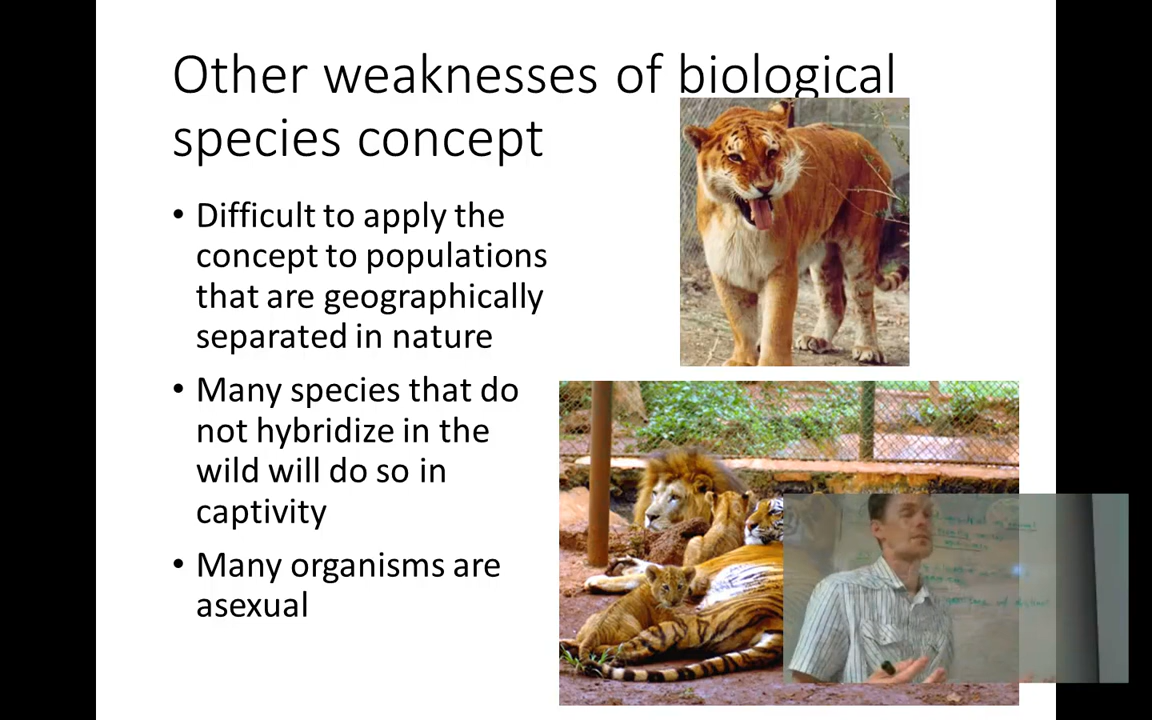 Other weaknesses of biological
species concept
• Difficult to apply the
concept to populations
that are geographically
separated in nature
• Many species that do
not hybridize in the
wild will do so in
captivity
• Many organisms are
asexual